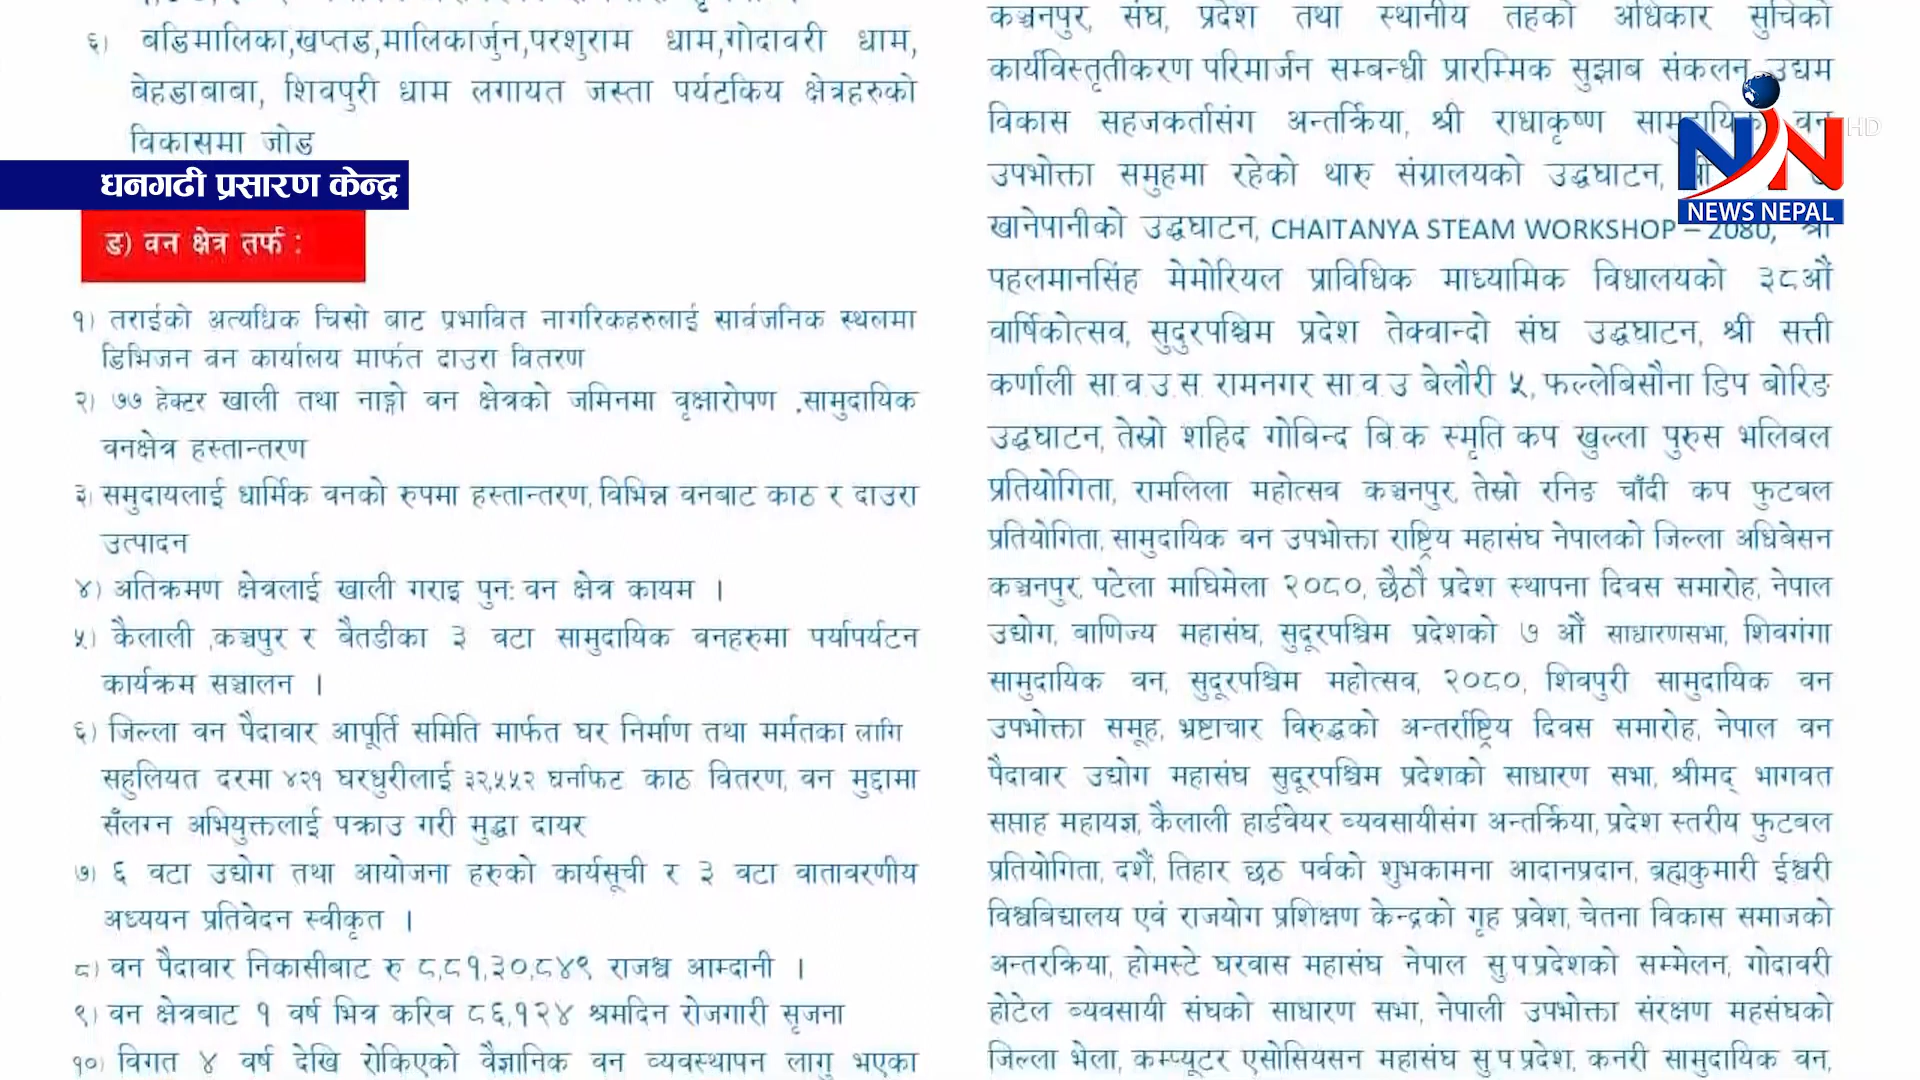 ६) बडिमालिका,खप्तड,मालिकार्जुन,परशुराम धाम,गोदावरी धाम,
बेहडाबाबा, शिवपुरी धाम लगायत जस्ता पर्यटकिय क्षेत्रहरुको
विकासमा जोड
धनगढी प्रसारण केन्द्र
ङ) वन क्षेत्र तर्फ :
१) तराईको अत्यधिक चिसो बाट प्रभावित नागरिकहरुलाई सार्वजनिक स्थलमा
डिभिजन वन कार्यालय मार्फत दाउरा वितरण
२) ७७ हेक्टर खाली तथा नाङ्गो वन क्षेत्रको जमिनमा वृक्षारोपण ,सामुदायिक
वनक्षेत्र हस्तान्तरण
३) समुदायलाई धार्मिक वनको रुपमा हस्तान्तरण, विभिन्न वनबाट काठ र दाउरा
उत्पादन
४) अतिक्रमण क्षेत्रलाई खाली गराइ पुन: वन क्षेत्र कायम ।
५) कैलाली ,कञ्चपुर र बैतडीका ३ वटा सामुदायिक वनहरुमा पर्यापर्यटन
कार्यक्रम सञ्चालन ।
६) जिल्ला वन पैदावार आपूर्ति समिति मार्फत घर निर्माण तथा मर्मतका लागि
सहुलियत दरमा ४२१ घरधुरीलाई ३२,५५२ घनफिट काठ वितरण, वन मुद्दामा
सँलग्न अभियुक्तलाई पक्राउ गरी मुद्धा दायर
७) ६ वटा उद्योग तथा आयोजना हरुको कार्यसूची र ३ वटा वातावरणीय
अध्ययन प्रतिवेदन स्वीकृत ।
८) वन पैदावार निकासीबाट रु ८,८१,३०,८४९ राजश्व आम्दानी ।
९) वन क्षेत्रबाट १ वर्ष भित्र करिब ८६,१२४ श्रमदिन रोजगारी सृजना
१०) विगत ४ वर्ष देखि रोकिएको वैज्ञानिक वन व्यवस्थापन लागु भएका
कञ्चनपुर, संघ, प्रदेश तथा स्थानीय तहको अधिकार सुचिको
कार्यविस्तृतीकरण परिमार्जन सम्बन्धी प्रारम्मिक सुझाब संकलन, उद्यम
विकास सहजकर्तासंग अन्तर्क्रिया, श्री राधाकृष्ण सामुदायिक वन
उपभोक्ता समुहमा रहेको थारु संग्रालयको उद्धघाटन,
खानेपानीको उद्धघाटन, CHAITANYA STEAM WORKSHOP – 2080, श्री
पहलमानसिंह मेमोरियल प्राविधिक माध्यामिक विधालयको ३८औं
वार्षिकोत्सव, सुदुरपश्चिम प्रदेश तेक्वान्दो संघ उद्धघाटन, श्री सत्ती
कर्णाली सा.व.उ.स. रामनगर सा.व.उ बेलौरी ५, फल्लेबिसौना डिप बोरिङ
उद्धघाटन, तेस्रो शहिद गोबिन्द बि.क स्मृति कप खुल्ला पुरुस भलिबल
प्रतियोगिता, रामलिला महोत्सव कञ्चनपुर, तेस्रो रनिङ चाँदी कप फुटबल
प्रतियोगिता, सामुदायिक वन उपभोक्ता राष्ट्रिय महासंघ नेपालको जिल्ला अधिबेसन
कञ्चनपुर, पटेला माघिमेला २०८०, छैठौं प्रदेश स्थापना दिवस समारोह, नेपाल
उद्योग, वाणिज्य महासंघ, सुदूरपश्चिम प्रदेशको ७ औं साधारणसभा, शिवगंगा
सामुदायिक वन, सुदूरपश्चिम महोत्सव, २०८०, शिवपुरी सामुदायिक वन
उपभोक्ता समूह, भ्रष्टाचार विरुद्धको अन्तर्राष्ट्रिय दिवस समारोह, नेपाल वन
पैदावार उद्योग महासंघ सुदूरपश्चिम प्रदेशको साधारण सभा, श्रीमद् भागवत
सप्ताह महायज्ञ, कैलाली हार्डवेयर व्यवसायीसंग अन्तर्क्रिया, प्रदेश स्तरीय फुटवल
प्रतियोगिता, दशैं, तिहार छठ पर्वको शुभकामना आदानप्रदान, ब्रह्मकुमारी ईश्वरी
विश्वबिद्यालय एवं राजयोग प्रशिक्षण केन्द्रको गृह प्रवेश, चेतना विकास समाजको
अन्तरक्रिया, होमस्टे घरवास महासंघ नेपाल सु.प.प्रदेशको सम्मेलन, गोदावरी
होटेल व्यवसायी संघको साधारण सभा, नेपाली उपभोक्ता संरक्षण महसंघको
जिल्ला भेला, कम्प्यूटर एसोसियसन महासंघ सु.प.प्रदेश, कनरी सामुदायिक वन,
NN HD
NEWS NEPAL